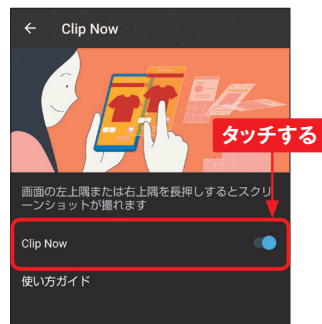 ← Clip Now
タッチする
画面の左上隅または右上隅を長押しするとスクリ
ーンショットが撮れます
Clip Now
使い方ガイド